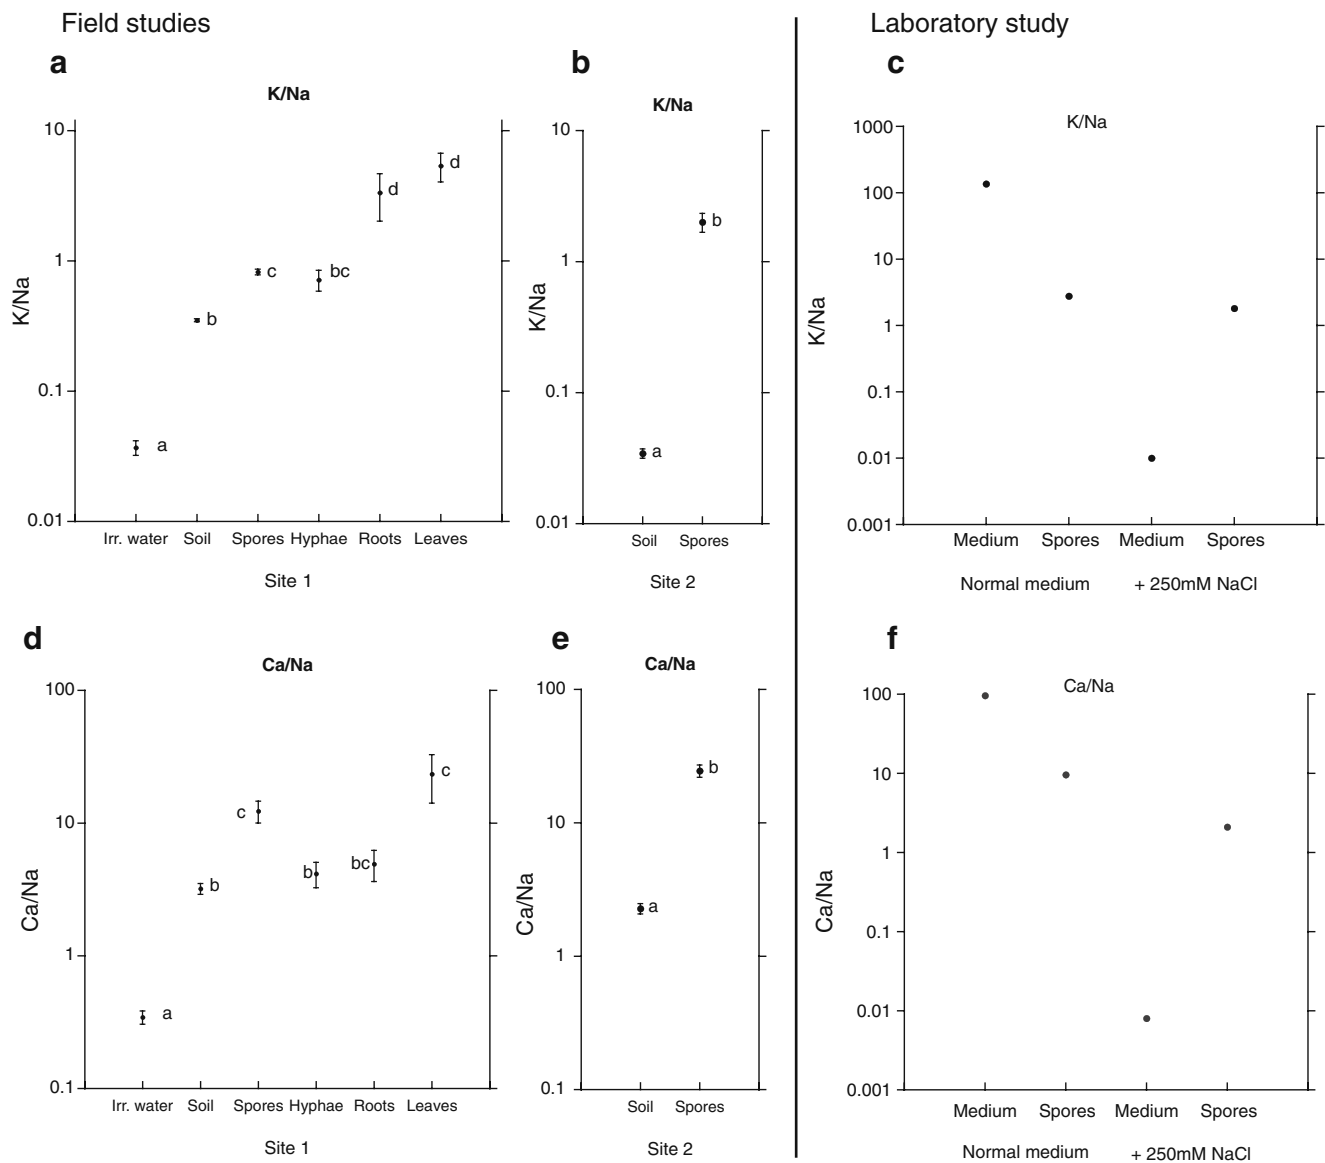 Field studies
Laboratory study
a
K/Na
10
1
0.1
0.01
K/Na
a
b
c
bc
d
d
Irr. water Soil Spores Hyphae Roots Leaves
Site 1
b
K/Na
10
1
0.1
0.01
K/Na
a
b
Soil Spores
Site 2
c
K/Na
1000
100
10
1
0.1
0.01
0.001
K/Na
Medium Spores Medium Spores
Normal medium + 250mM NaCl
d
Ca/Na
100
10
1
0.1
Ca/Na
a
b
c
b
bc
c
Irr. water Soil Spores Hyphae Roots Leaves
Site 1
e
Ca/Na
100
10
1
0.1
Ca/Na
a
b
Soil Spores
Site 2
f
Ca/Na
100
10
1
0.1
0.01
0.001
Ca/Na
Medium Spores Medium Spores
Normal medium + 250mM NaCl